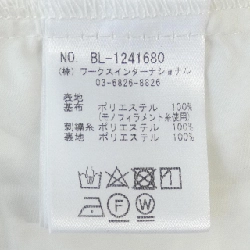 NO. BL-1241680
(株) ワークスインターナショナル
03-6826-8826
表地
基布 ポリエステル 100%
(モノフィラメント糸使用)
刺繍糸 ポリエステル 100%
裏地 ポリエステル 100%
F W